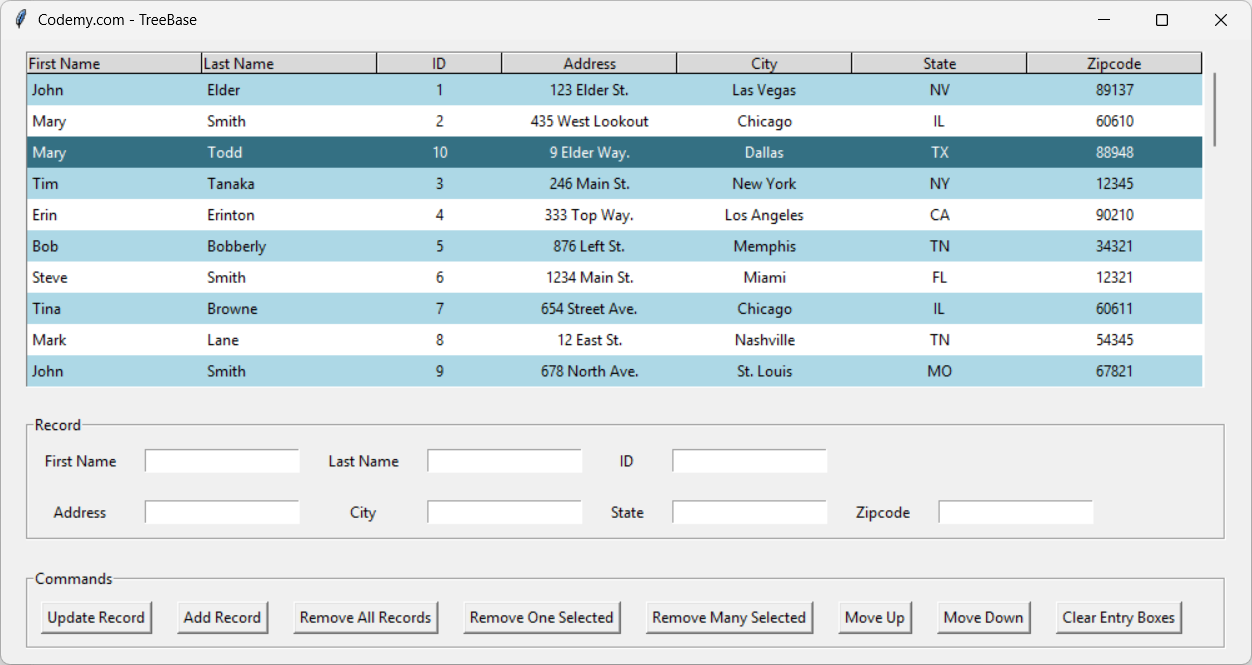 Codemy.com - TreeBase
First Name Last Name ID Address City State Zipcode
John Elder 1 123 Elder St. Las Vegas NV 89137
Mary Smith 2 435 West Lookout Chicago IL 60610
Mary Todd 10 9 Elder Way. Dallas TX 88948
Tim Tanaka 3 246 Main St. New York NY 12345
Erin Erinton 4 333 Top Way. Los Angeles CA 90210
Bob Bobberly 5 876 Left St. Memphis TN 34321
Steve Smith 6 1234 Main St. Miami FL 12321
Tina Browne 7 654 Street Ave. Chicago IL 60611
Mark Lane 8 12 East St. Nashville TN 54345
John Smith 9 678 North Ave. St. Louis MO 67821
Record
First Name Last Name ID
Address City State Zipcode
Commands
Update Record Add Record Remove All Records Remove One Selected Remove Many Selected Move Up Move Down Clear Entry Boxes